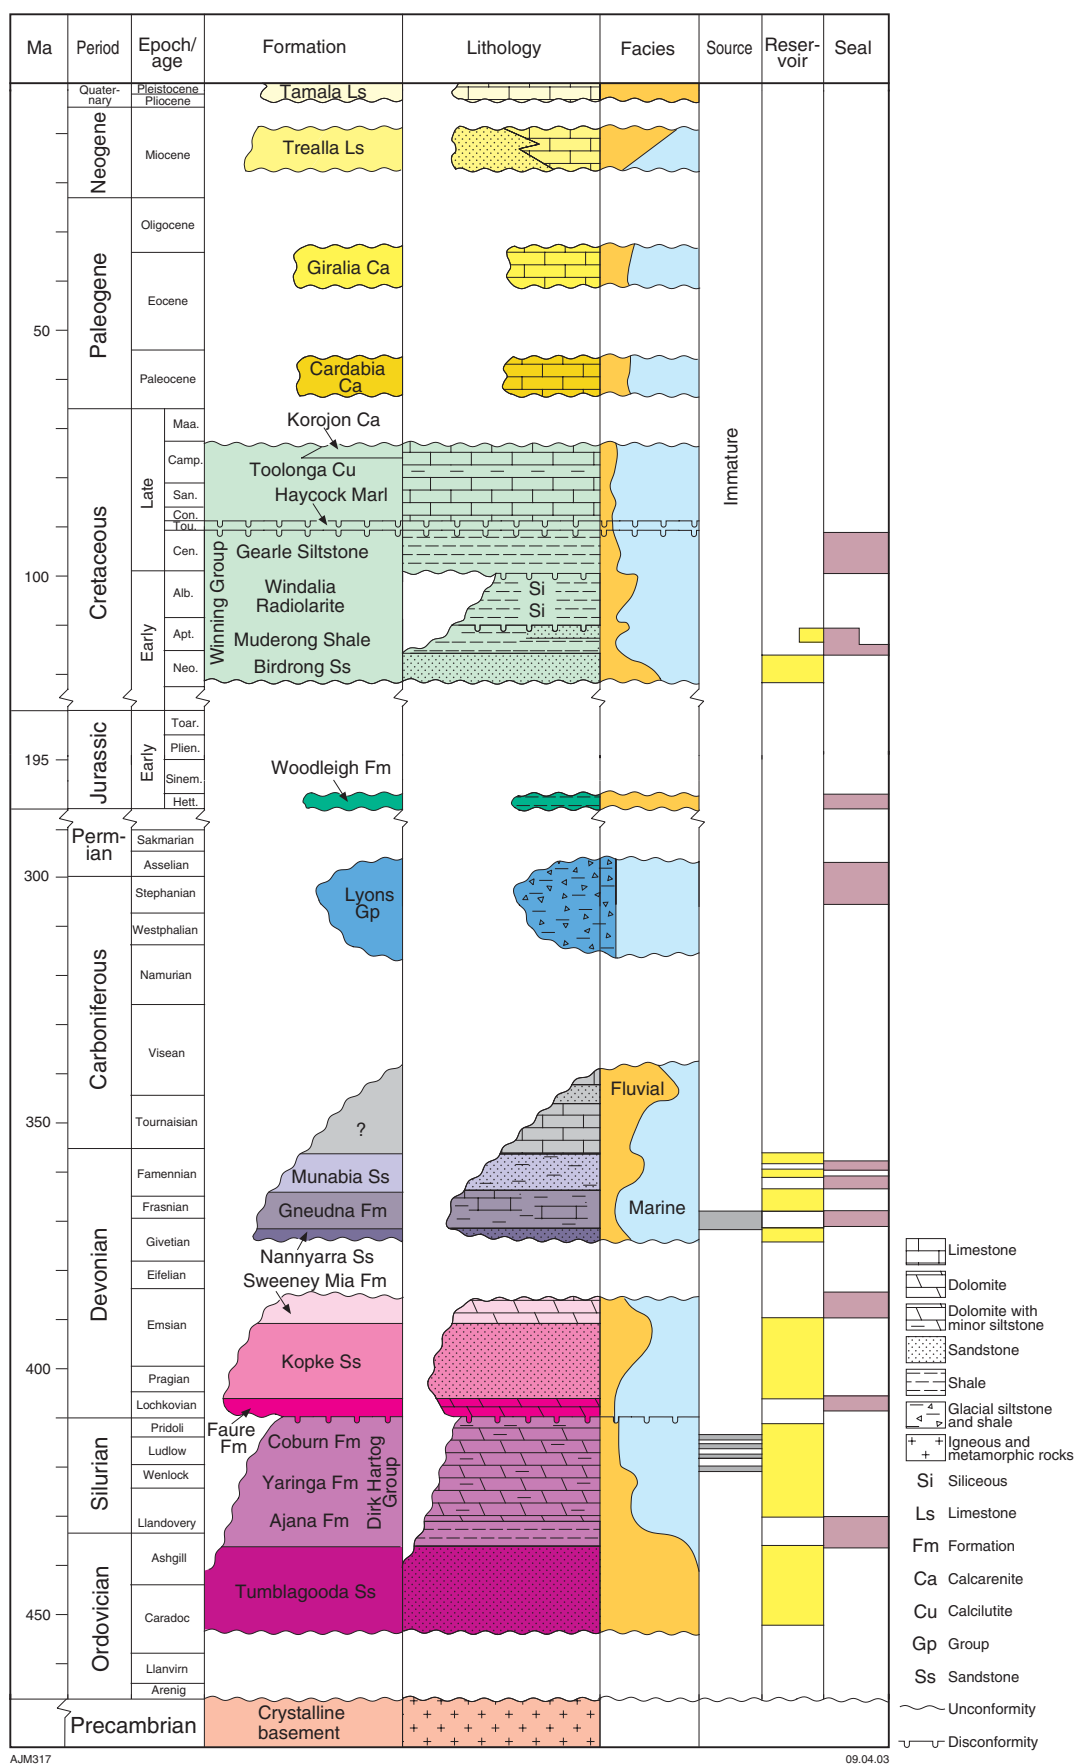 Ma
Period
Epoch/
age
Formation
Lithology
Facies
Source
Reser-
voir
Seal
Quater-
nary
Pleistocene
Pliocene
Tamala Ls
Neogene
Miocene
Trealla Ls
Paleogene
Oligocene
Giralia Ca
Eocene
50
Paleocene
Cardabia
Ca
Cretaceous
Late
Maa.
Korojon Ca
Camp.
Toolonga Cu
Immature
San.
Haycock Marl
Con.
Tou.
Cen.
Winning Group
Gearle Siltstone
100
Early
Alb.
Windalia
Radiolarite
Si
Si
Apt.
Muderong Shale
Neo.
Birdrong Ss
Jurassic
Early
Toar.
Plien.
195
Sinem.
Woodleigh Fm
Hett.
Perm-
ian
Sakmarian
Asselian
300
Carboniferous
Stephanian
Lyons
Gp
Westphalian
Namurian
Visean
Fluvial
350
Tournaisian
?
Devonian
Famennian
Munabia Ss
Frasnian
Gneudna Fm
Marine
Givetian
Nannyarra Ss
Eifelian
Sweeney Mia Fm
Emsian
Kopke Ss
400
Pragian
Lochkovian
Faure
Fm
Silurian
Pridoli
Coburn Fm
Dirk Hartog
Group
Ludlow
Wenlock
Yaringa Fm
Llandovery
Ajana Fm
Ordovician
Ashgill
Tumblagooda Ss
450
Caradoc
Llanvirn
Arenig
Precambrian
Crystalline
basement
Limestone
Dolomite
Dolomite with
minor siltstone
Sandstone
Shale
Glacial siltstone
and shale
Igneous and
metamorphic rocks
Si Siliceous
Ls Limestone
Fm Formation
Ca Calcarenite
Cu Calcilutite
Gp Group
Ss Sandstone
Unconformity
Disconformity
AJM317
09.04.03